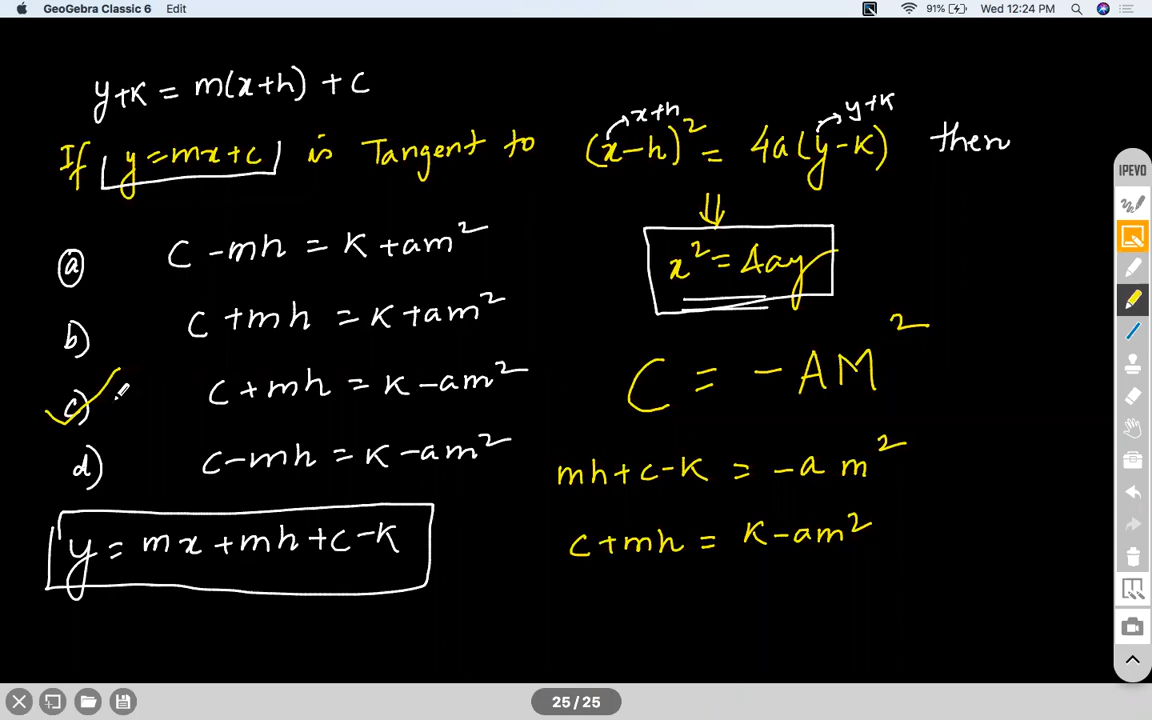 GeoGebra Classic 6 Edit 91% Wed 12:24 PM
y+k = m(x+h) + c
x+h y+k
If y=mx+c is Tangent to (x-h)² = 4a(y-k) then
a) c-mh = k+am²
x² = 4ay
b) c+mh = k+am²
c) c+mh = k-am²
C = -AM²
d) c-mh = k-am²
mh+c-k = -am²
y = mx+mh+c-k
c+mh = k-am²
IPEVO
25 / 25